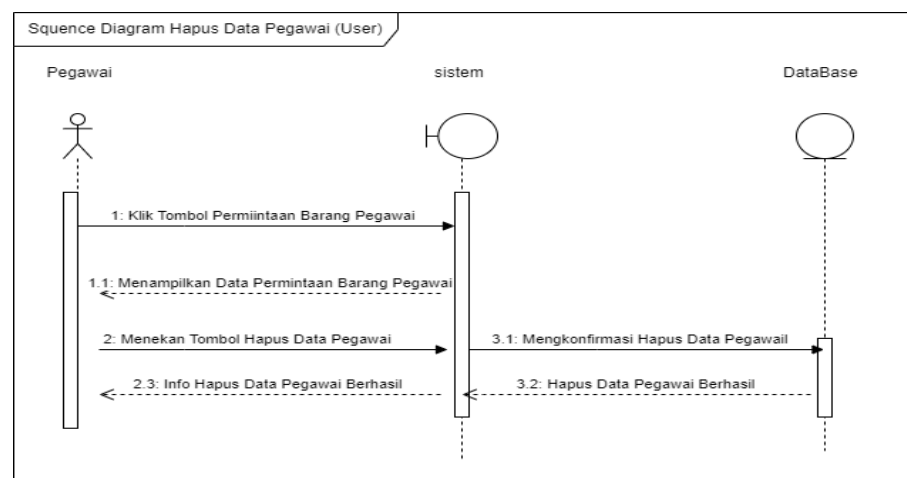 Squence Diagram Hapus Data Pegawai (User)
Pegawai
sistem
DataBase
1: Klik Tombol Permiintaan Barang Pegawai
1.1: Menampilkan Data Permintaan Barang Pegawai
2: Menekan Tombol Hapus Data Pegawai
3.1: Mengkonfirmasi Hapus Data Pegawail
2.3: Info Hapus Data Pegawai Berhasil
3.2: Hapus Data Pegawai Berhasil